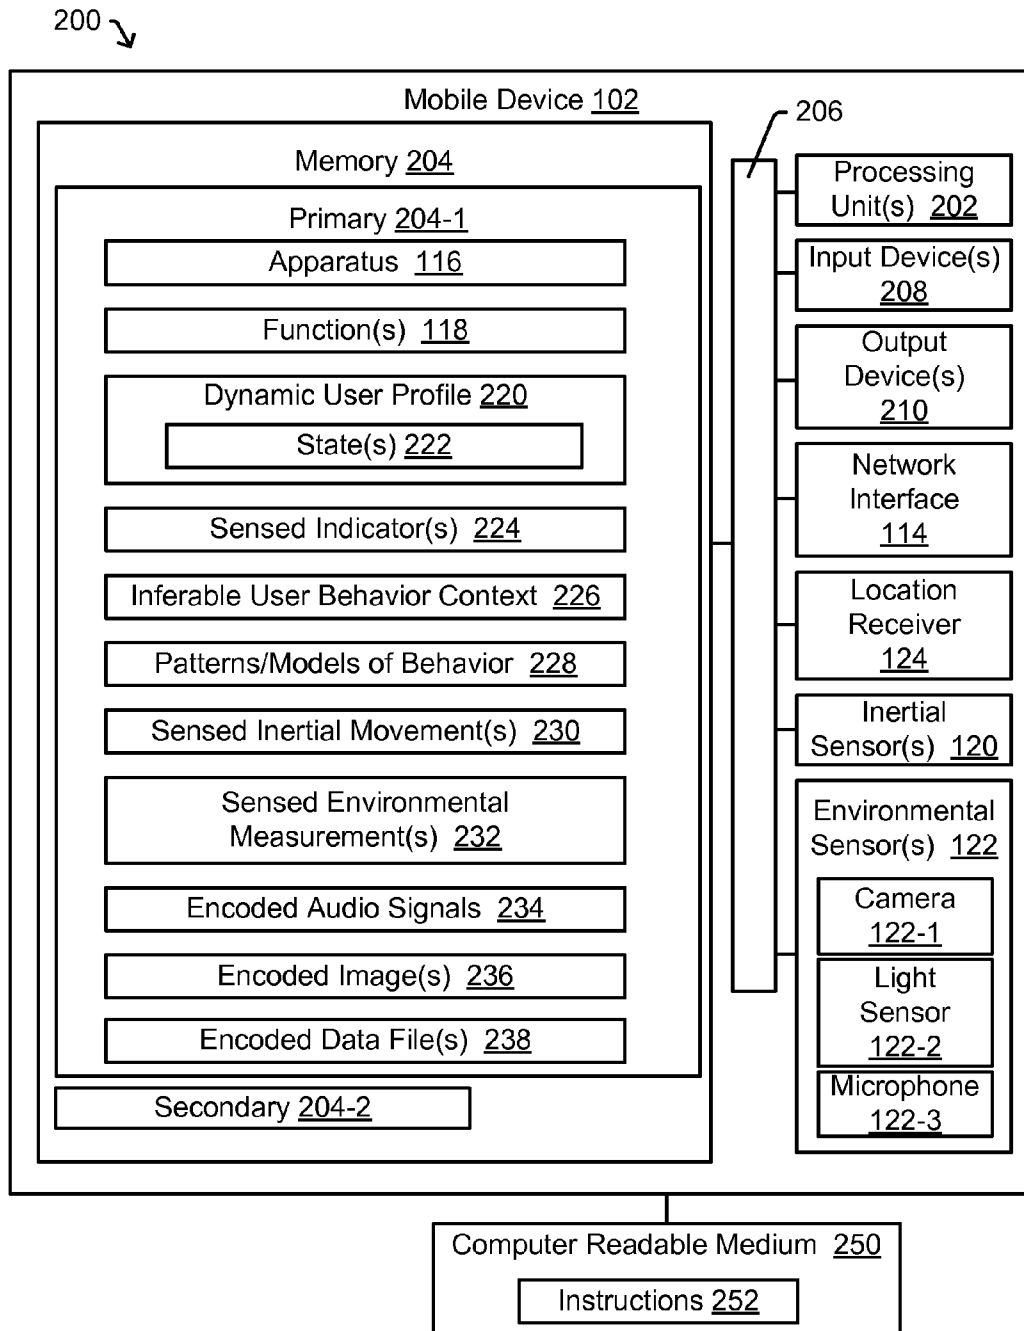 200
Mobile Device 102
206
Memory 204
Primary 204-1
Apparatus 116
Function(s) 118
Dynamic User Profile 220
State(s) 222
Sensed Indicator(s) 224
Inferable User Behavior Context 226
Patterns/Models of Behavior 228
Sensed Inertial Movement(s) 230
Sensed Environmental
Measurement(s) 232
Encoded Audio Signals 234
Encoded Image(s) 236
Encoded Data File(s) 238
Secondary 204-2
Processing
Unit(s) 202
Input Device(s)
208
Output
Device(s)
210
Network
Interface
114
Location
Receiver
124
Inertial
Sensor(s) 120
Environmental
Sensor(s) 122
Camera
122-1
Light
Sensor
122-2
Microphone
122-3
Computer Readable Medium 250
Instructions 252